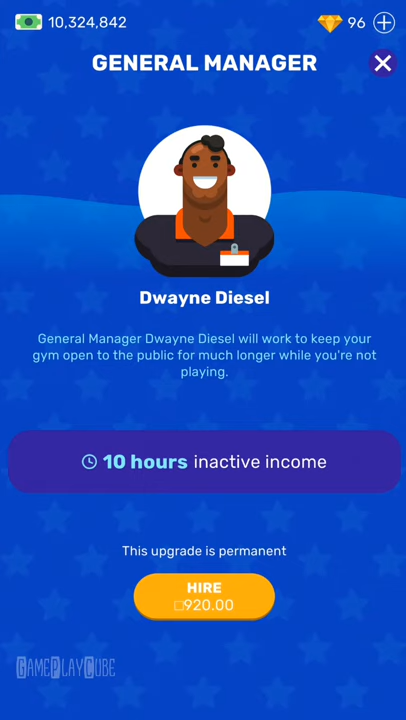 10,324,842
96
GENERAL MANAGER
Dwayne Diesel
General Manager Dwayne Diesel will work to keep your
gym open to the public for much longer while you're not
playing.
10 hours inactive income
This upgrade is permanent
HIRE
□920.00
GAMEPLAYCUBE